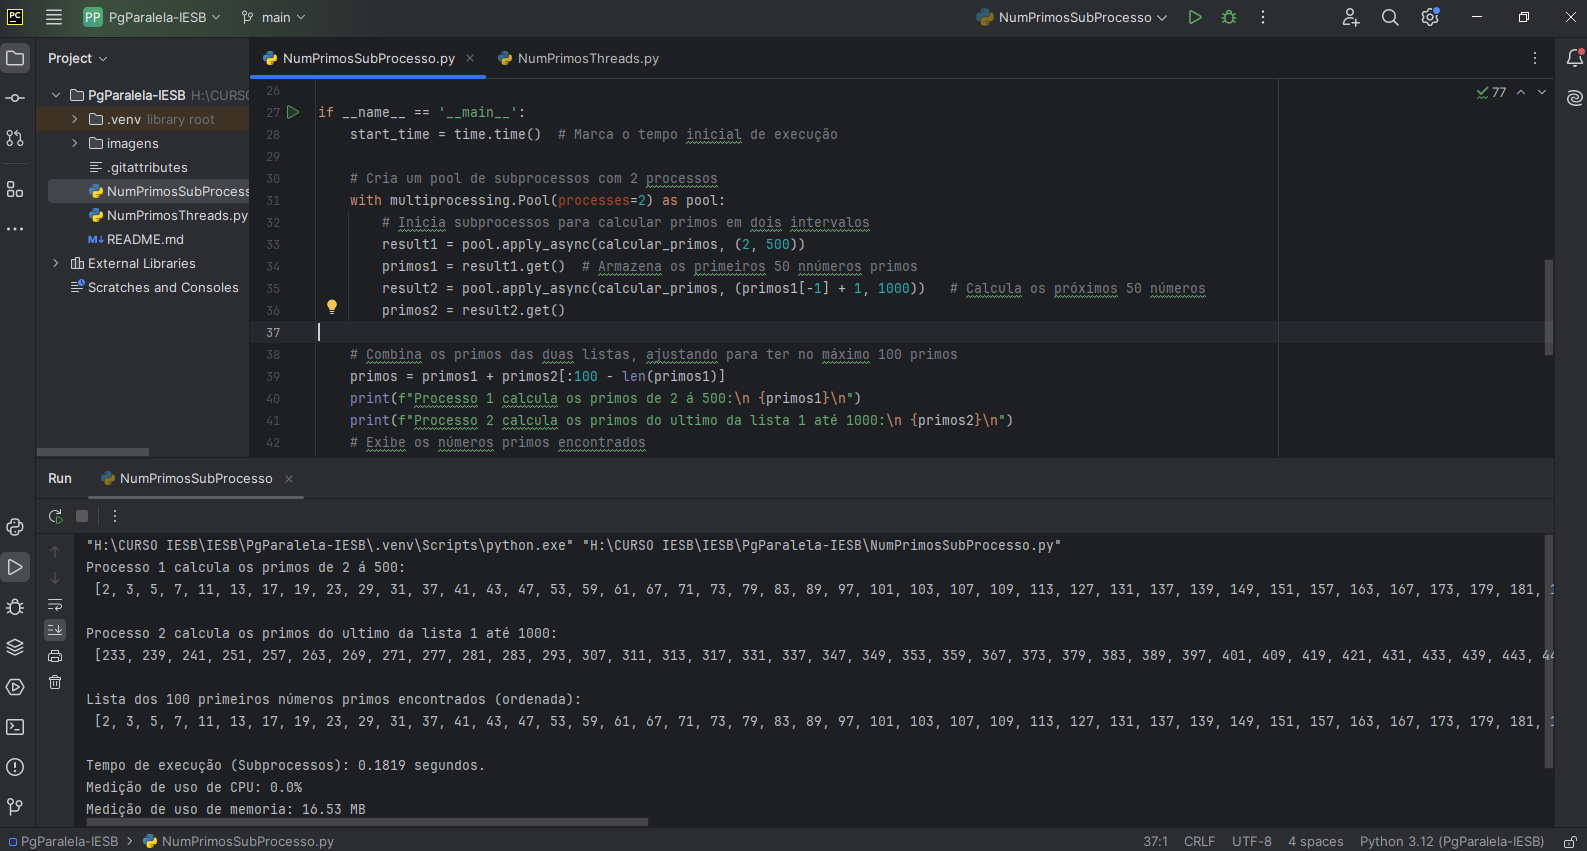 PC PP PgParalela-IESB main NumPrimosSubProcesso
Project
PgParalela-IESB H:\CURSO
.venv library root
imagens
.gitattributes
NumPrimosSubProcess
NumPrimosThreads.py
M↓ README.md
External Libraries
Scratches and Consoles
NumPrimosSubProcesso.py NumPrimosThreads.py
77
26
27 if __name__ == '__main__':
28 start_time = time.time() # Marca o tempo inicial de execução
29
30 # Cria um pool de subprocessos com 2 processos
31 with multiprocessing.Pool(processes=2) as pool:
32 # Inicia subprocessos para calcular primos em dois intervalos
33 result1 = pool.apply_async(calcular_primos, (2, 500))
34 primos1 = result1.get() # Armazena os primeiros 50 nnúmeros primos
35 result2 = pool.apply_async(calcular_primos, (primos1[-1] + 1, 1000)) # Calcula os próximos 50 números
36 primos2 = result2.get()
37
38 # Combina os primos das duas listas, ajustando para ter no máximo 100 primos
39 primos = primos1 + primos2[:100 - len(primos1)]
40 print(f"Processo 1 calcula os primos de 2 á 500:\n {primos1}\n")
41 print(f"Processo 2 calcula os primos do ultimo da lista 1 até 1000:\n {primos2}\n")
42 # Exibe os números primos encontrados
Run NumPrimosSubProcesso
"H:\CURSO IESB\IESB\PgParalela-IESB\.venv\Scripts\python.exe" "H:\CURSO IESB\IESB\PgParalela-IESB\NumPrimosSubProcesso.py"
Processo 1 calcula os primos de 2 á 500:
[2, 3, 5, 7, 11, 13, 17, 19, 23, 29, 31, 37, 41, 43, 47, 53, 59, 61, 67, 71, 73, 79, 83, 89, 97, 101, 103, 107, 109, 113, 127, 131, 137, 139, 149, 151, 157, 163, 167, 173, 179, 181,
Processo 2 calcula os primos do ultimo da lista 1 até 1000:
[233, 239, 241, 251, 257, 263, 269, 271, 277, 281, 283, 293, 307, 311, 313, 317, 331, 337, 347, 349, 353, 359, 367, 373, 379, 383, 389, 397, 401, 409, 419, 421, 431, 433, 439, 443,
Lista dos 100 primeiros números primos encontrados (ordenada):
[2, 3, 5, 7, 11, 13, 17, 19, 23, 29, 31, 37, 41, 43, 47, 53, 59, 61, 67, 71, 73, 79, 83, 89, 97, 101, 103, 107, 109, 113, 127, 131, 137, 139, 149, 151, 157, 163, 167, 173, 179, 181,
Tempo de execução (Subprocessos): 0.1819 segundos.
Medição de uso de CPU: 0.0%
Medição de uso de memoria: 16.53 MB
PgParalela-IESB > NumPrimosSubProcesso.py 37:1 CRLF UTF-8 4 spaces Python 3.12 (PgParalela-IESB)